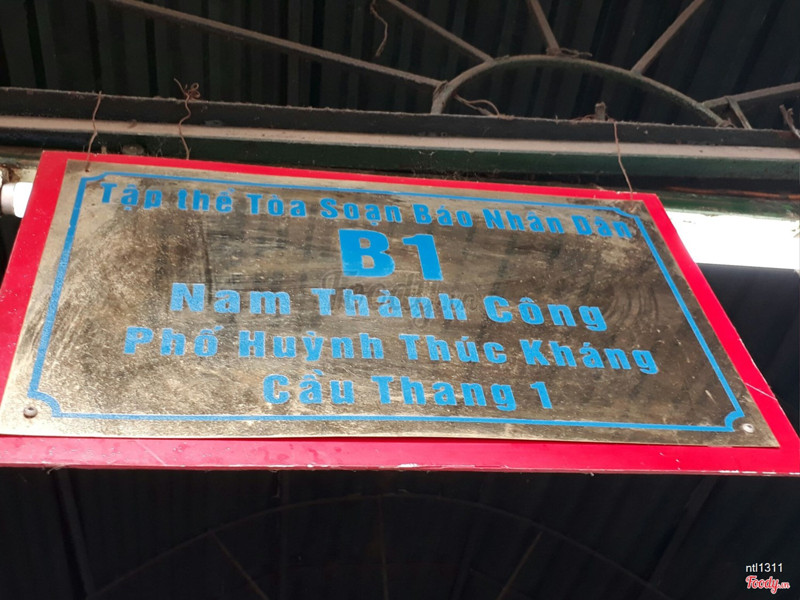 Tập thể Tòa Soạn Báo Nhân Dân
B1
Nam Thành Công
Phố Huỳnh Thúc Kháng
Cầu Thang 1
ntl1311
Foody.vn